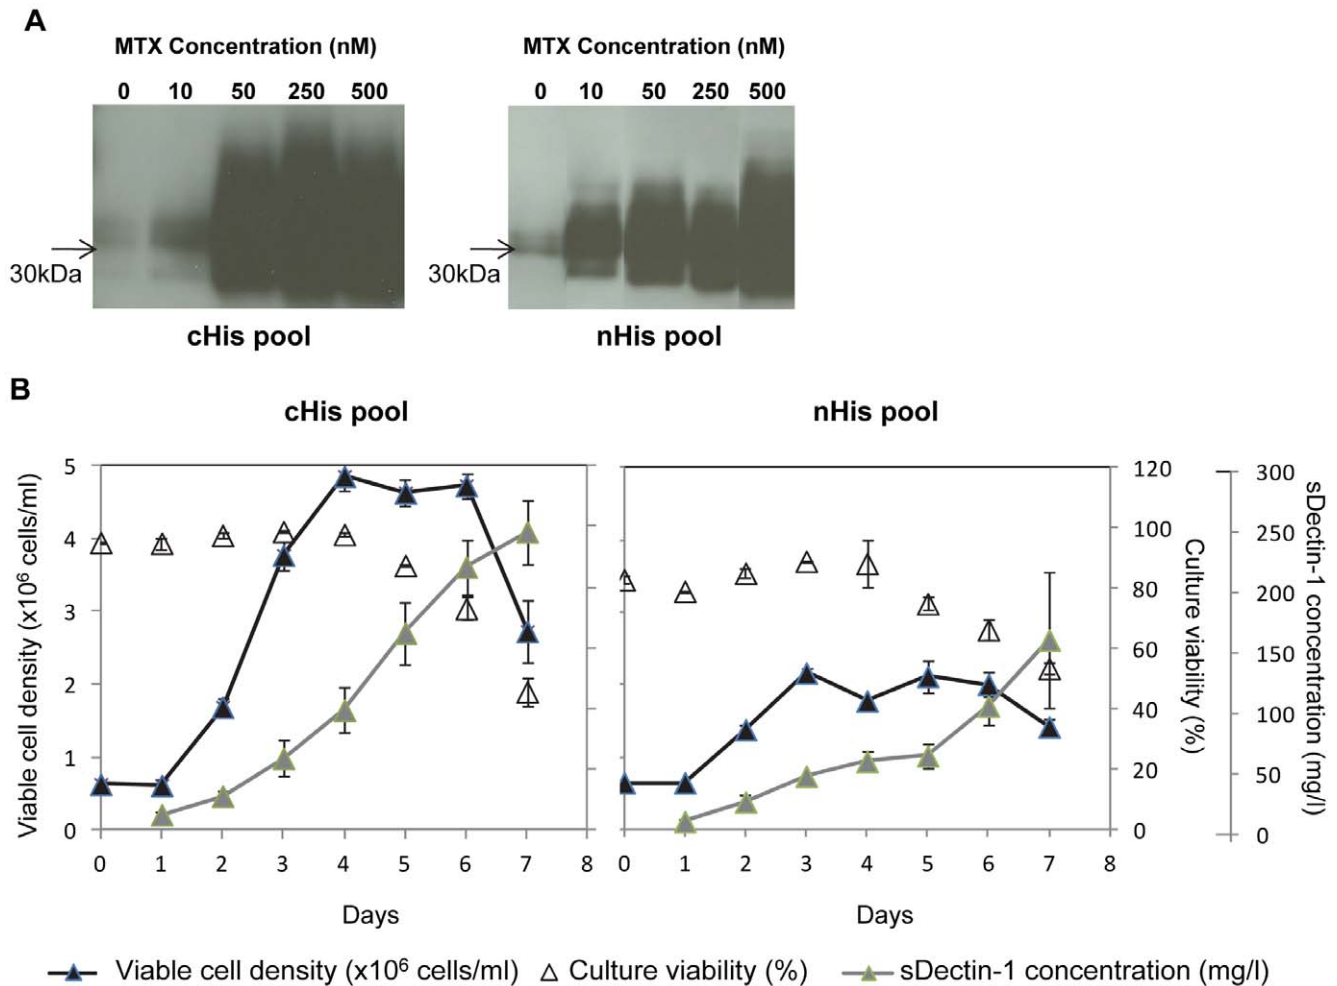 A
MTX Concentration (nM)
0 10 50 250 500
30kDa
cHis pool
MTX Concentration (nM)
0 10 50 250 500
30kDa
nHis pool
B
cHis pool
nHis pool
Viable cell density (x10⁶ cells/ml)
5
4
3
2
1
0
0 1 2 3 4 5 6 7 8
Days
0 1 2 3 4 5 6 7 8
Days
120
100
80
60
40
20
0
Culture viability (%)
300
250
200
150
100
50
0
sDectin-1 concentration (mg/l)
Viable cell density (x10⁶ cells/ml) Culture viability (%) sDectin-1 concentration (mg/l)